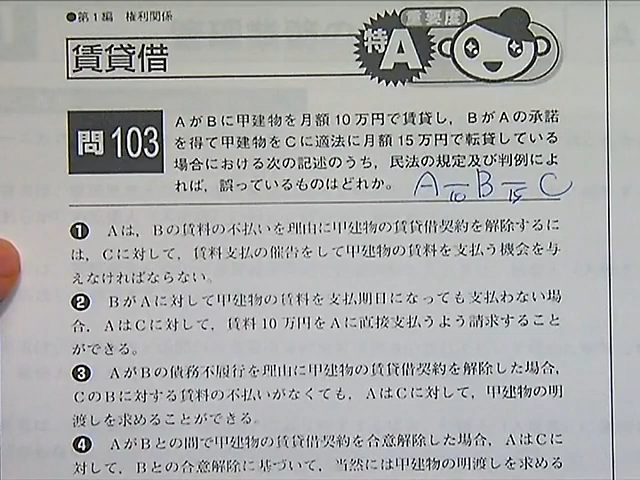 ●第1編 権利関係
重要度
特A
賃貸借
問103
AがBに甲建物を月額10万円で賃貸し，BがAの承諾
を得て甲建物をCに適法に月額15万円で転貸している
場合における次の記述のうち，民法の規定及び判例によ
れば，誤っているものはどれか。
A 10 B 15 C
❶ Aは，Bの賃料の不払いを理由に甲建物の賃貸借契約を解除するに
は，Cに対して，賃料支払の催告をして甲建物の賃料を支払う機会を与
えなければならない。
❷ BがAに対して甲建物の賃料を支払期日になっても支払わない場
合，AはCに対して，賃料10万円をAに直接支払うよう請求すること
ができる。
❸ AがBの債務不履行を理由に甲建物の賃貸借契約を解除した場合，
CのBに対する賃料の不払いがなくても，AはCに対して，甲建物の明
渡しを求めることができる。
❹ AがBとの間で甲建物の賃貸借契約を合意解除した場合，AはCに
対して，Bとの合意解除に基づいて，当然には甲建物の明渡しを求める